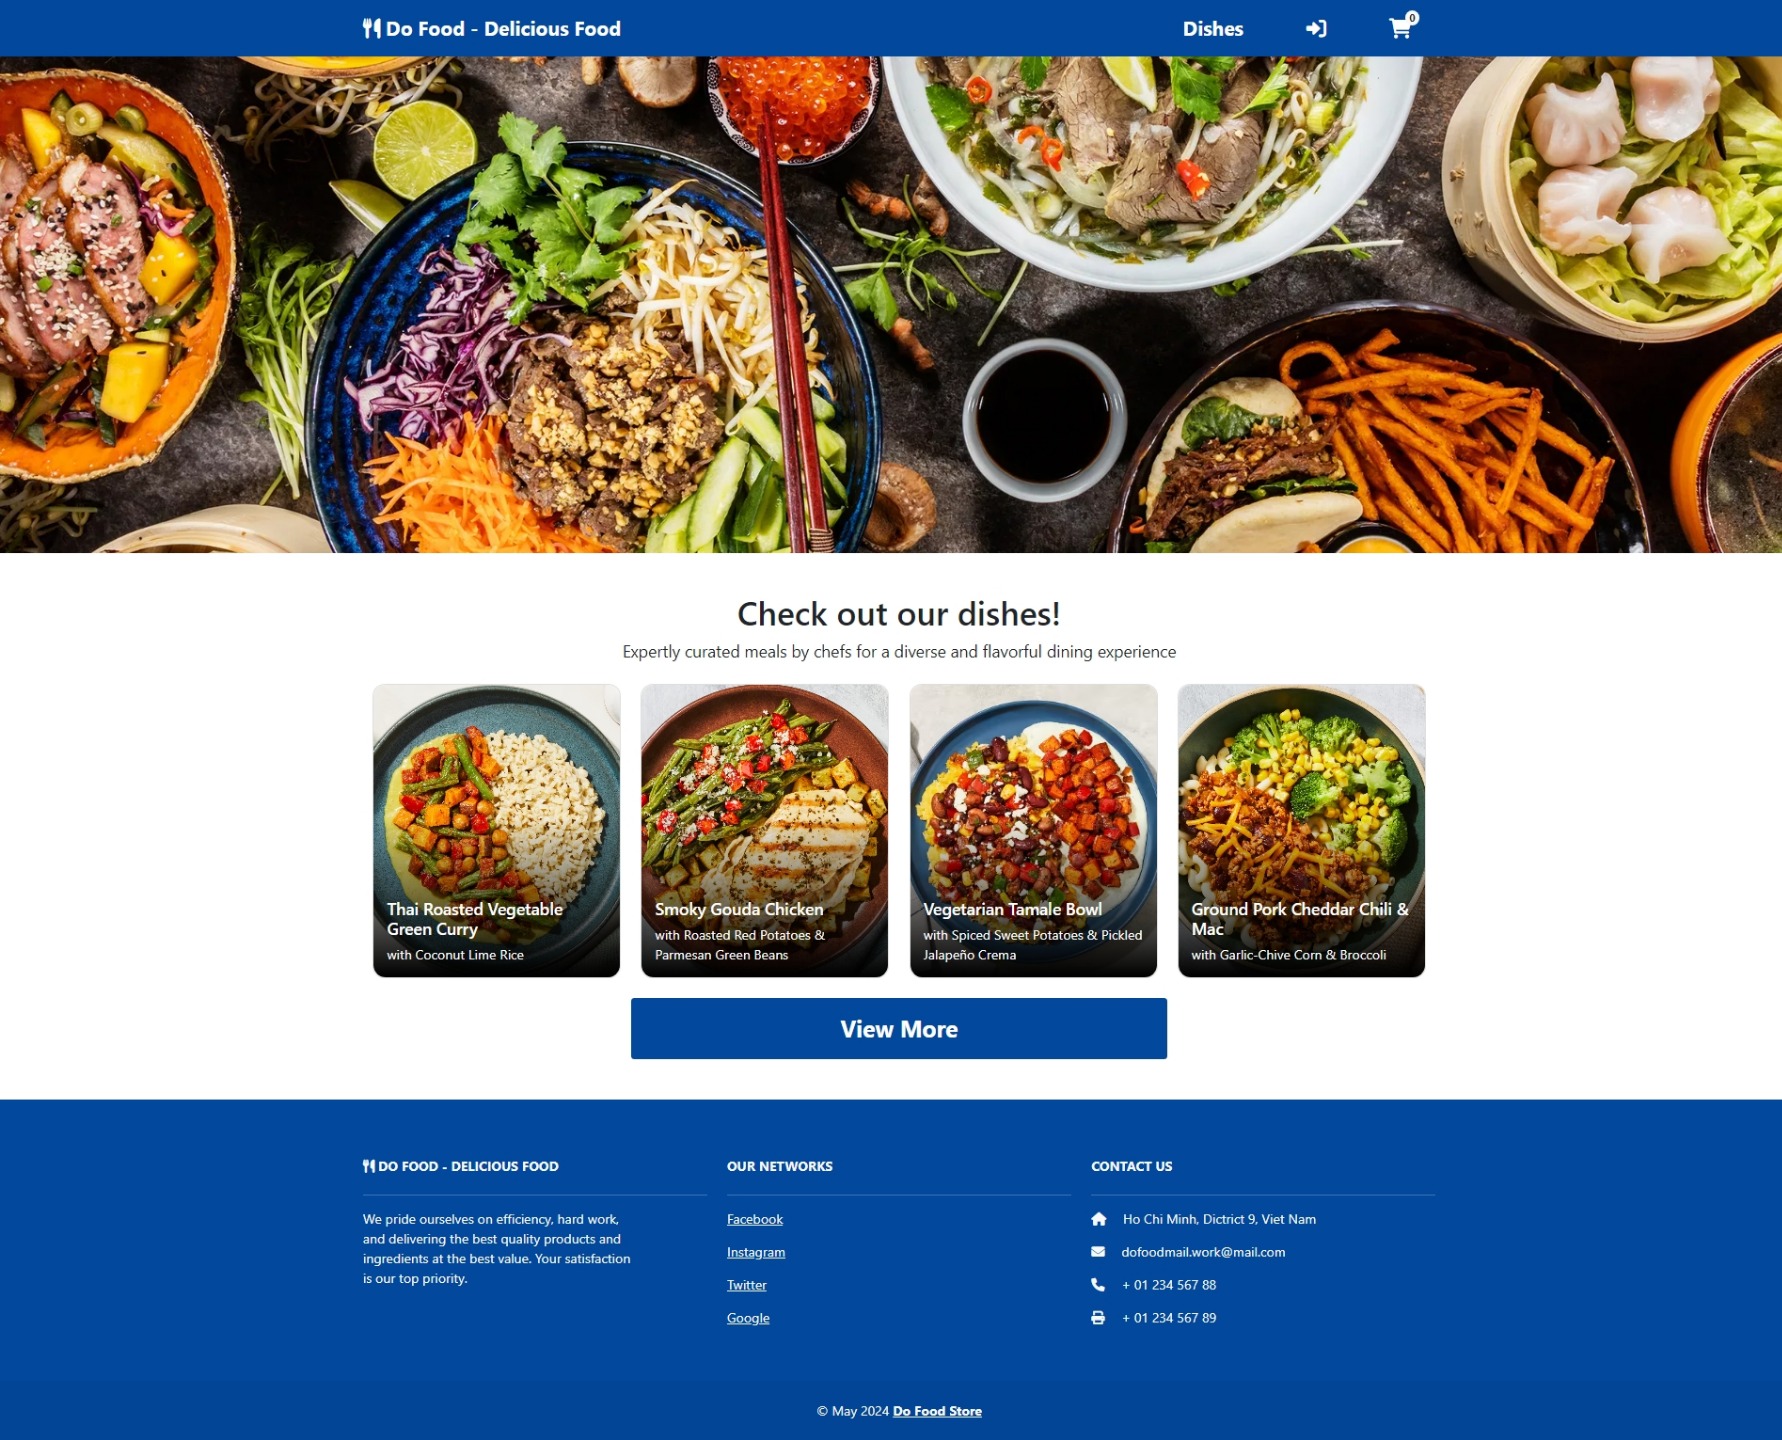 Do Food - Delicious Food
Dishes
0
Check out our dishes!
Expertly curated meals by chefs for a diverse and flavorful dining experience
Thai Roasted Vegetable
Green Curry
with Coconut Lime Rice
Smoky Gouda Chicken
with Roasted Red Potatoes &
Parmesan Green Beans
Vegetarian Tamale Bowl
with Spiced Sweet Potatoes & Pickled
Jalapeño Crema
Ground Pork Cheddar Chili &
Mac
with Garlic-Chive Corn & Broccoli
View More
DO FOOD - DELICIOUS FOOD
We pride ourselves on efficiency, hard work,
and delivering the best quality products and
ingredients at the best value. Your satisfaction
is our top priority.
OUR NETWORKS
Facebook
Instagram
Twitter
Google
CONTACT US
Ho Chi Minh, Dictrict 9, Viet Nam
dofoodmail.work@mail.com
+ 01 234 567 88
+ 01 234 567 89
© May 2024 Do Food Store